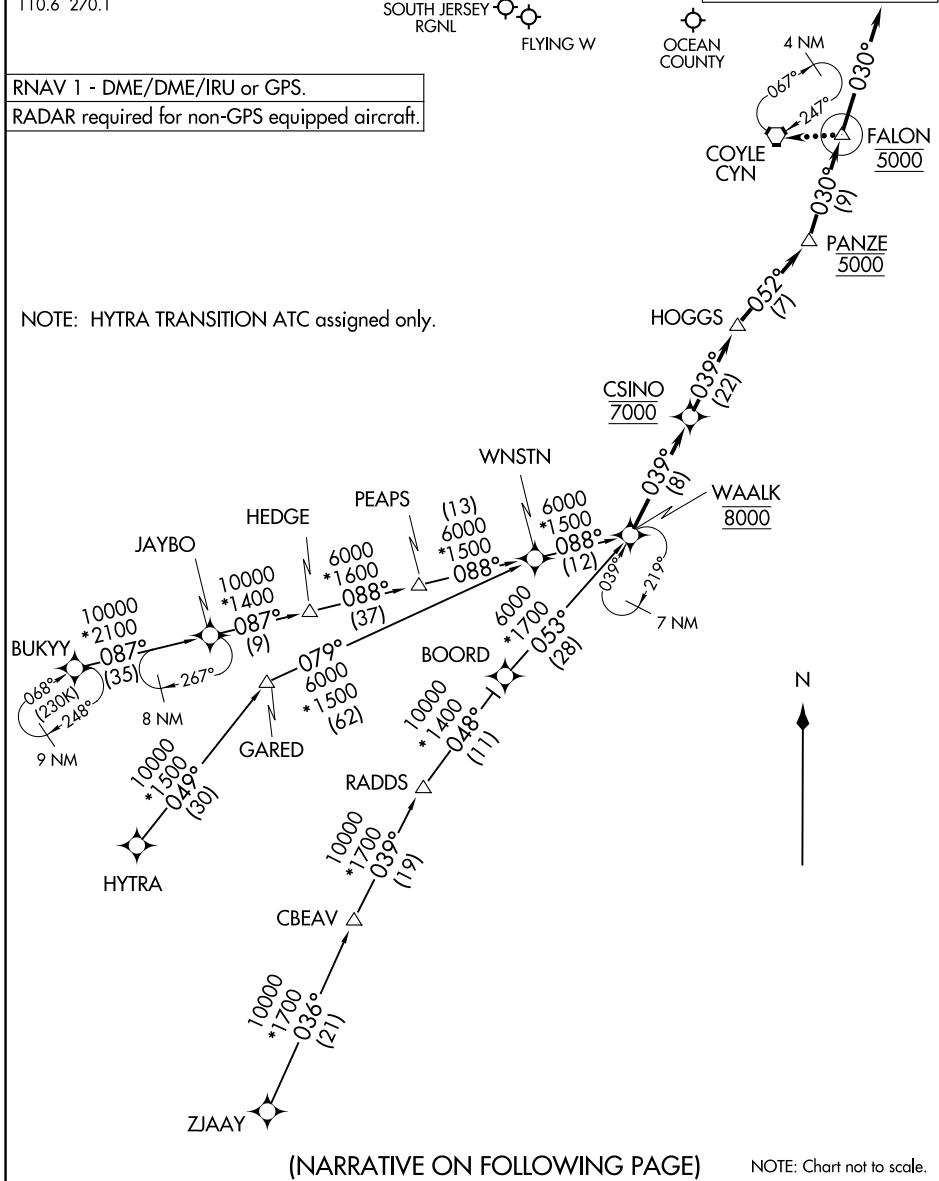 110.6 270.1
SOUTH JERSEY
RGNL
FLYING W
OCEAN
COUNTY
4 NM
067°
247°
030°
RNAV 1 - DME/DME/IRU or GPS.
RADAR required for non-GPS equipped aircraft.
COYLE
CYN
FALON
5000
030°
(9)
PANZE
5000
NOTE: HYTRA TRANSITION ATC assigned only.
052°
(7)
HOGGS
039°
(22)
CSINO
7000
039°
(8)
WAALK
8000
039°
219°
7 NM
WNSTN
6000
*1500
088°
(12)
PEAPS
(13)
6000
*1500
088°
HEDGE
6000
*1600
088°
(37)
JAYBO
10000
*1400
087°
(9)
267°
8 NM
BUKYY
10000
*2100
087°
(35)
068°
(230K)
248°
9 NM
079°
6000
*1500
(62)
GARED
10000
*1500
049°
(30)
HYTRA
6000
*1700
053°
(28)
BOORD
10000
*1400
048°
(11)
RADDS
10000
*1700
039°
(19)
CBEAV
10000
*1700
036°
(21)
ZJAAY
N
(NARRATIVE ON FOLLOWING PAGE)
NOTE: Chart not to scale.